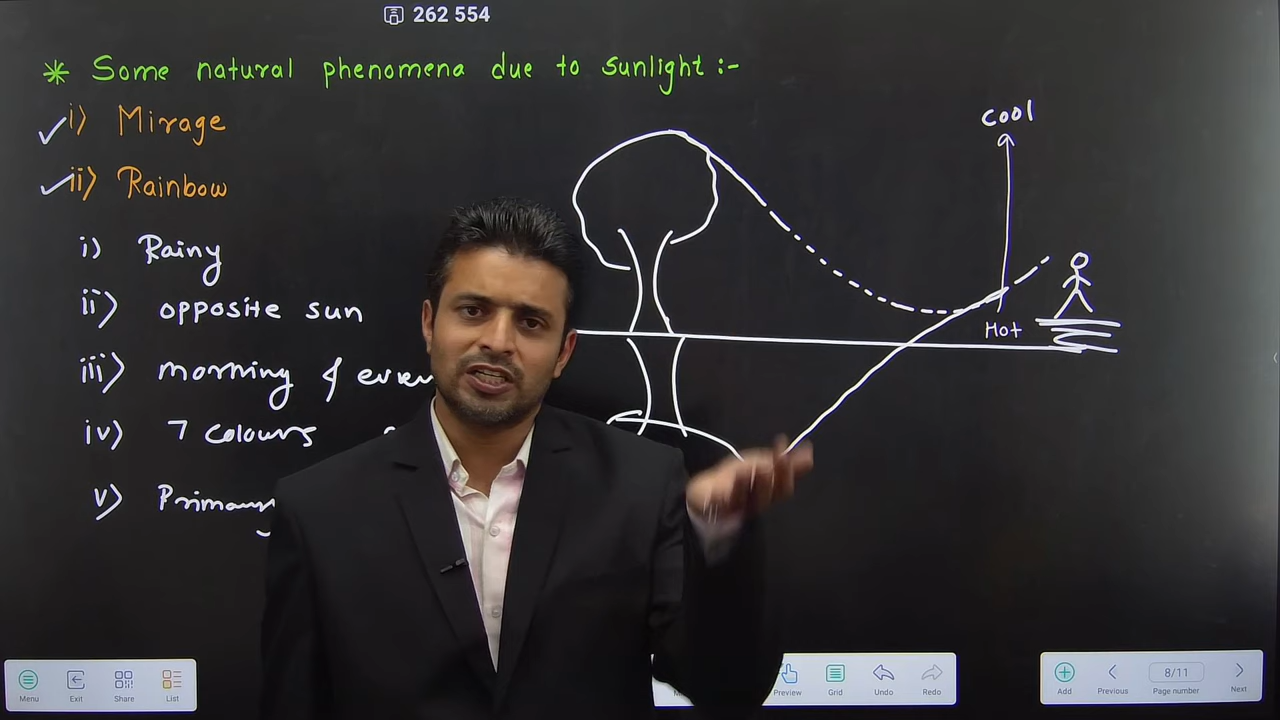 262 554
* Some natural phenomena due to sunlight :-
i) Mirage
ii) Rainbow
i) Rainy
ii) opposite sun
iii) morning &
iv) 7 colours
v) Primary
Cool
Hot
Menu Exit Share List
Preview Grid Undo Redo
Add Previous 8/11 Page number Next